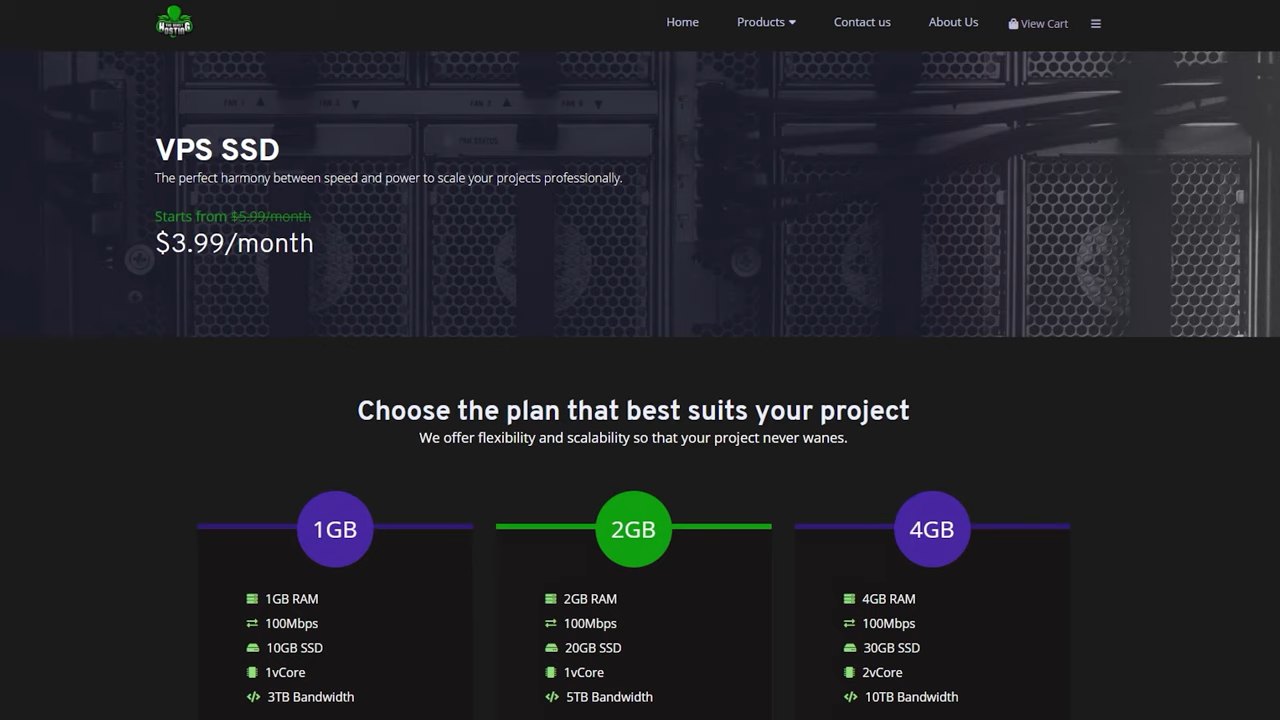 HOSTING
Home
Products
Contact us
About Us
View Cart
FAN 1
VPS SSD
The perfect harmony between speed and power to scale your projects professionally.
Starts from $5.99/month
$3.99/month
Choose the plan that best suits your project
We offer flexibility and scalability so that your project never wanes.
1GB
1GB RAM
100Mbps
10GB SSD
1vCore
3TB Bandwidth
2GB
2GB RAM
100Mbps
20GB SSD
1vCore
5TB Bandwidth
4GB
4GB RAM
100Mbps
30GB SSD
2vCore
10TB Bandwidth